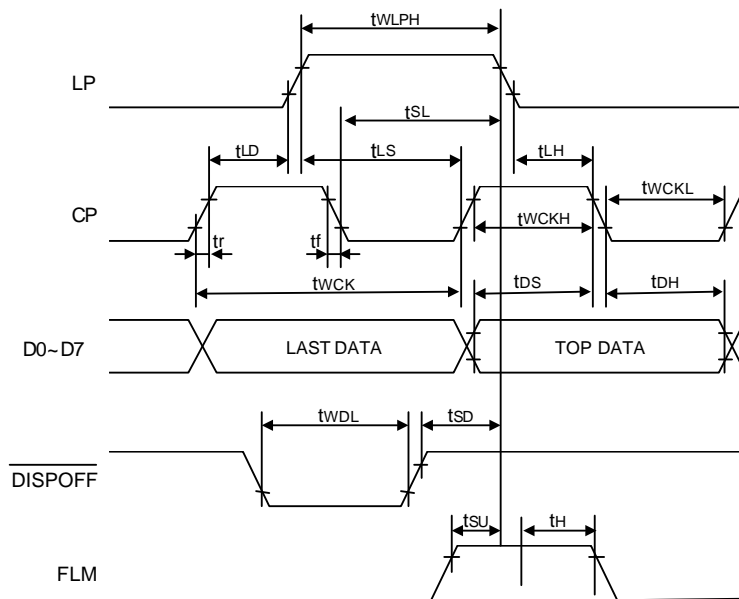 tWLPH
LP
tSL
tLD
tLS
tLH
tWCKL
CP
tWCKH
tr
tf
tWCK
tDS
tDH
D0~D7
LAST DATA
TOP DATA
tWDL
tSD
DISPOFF
tSU
tH
FLM